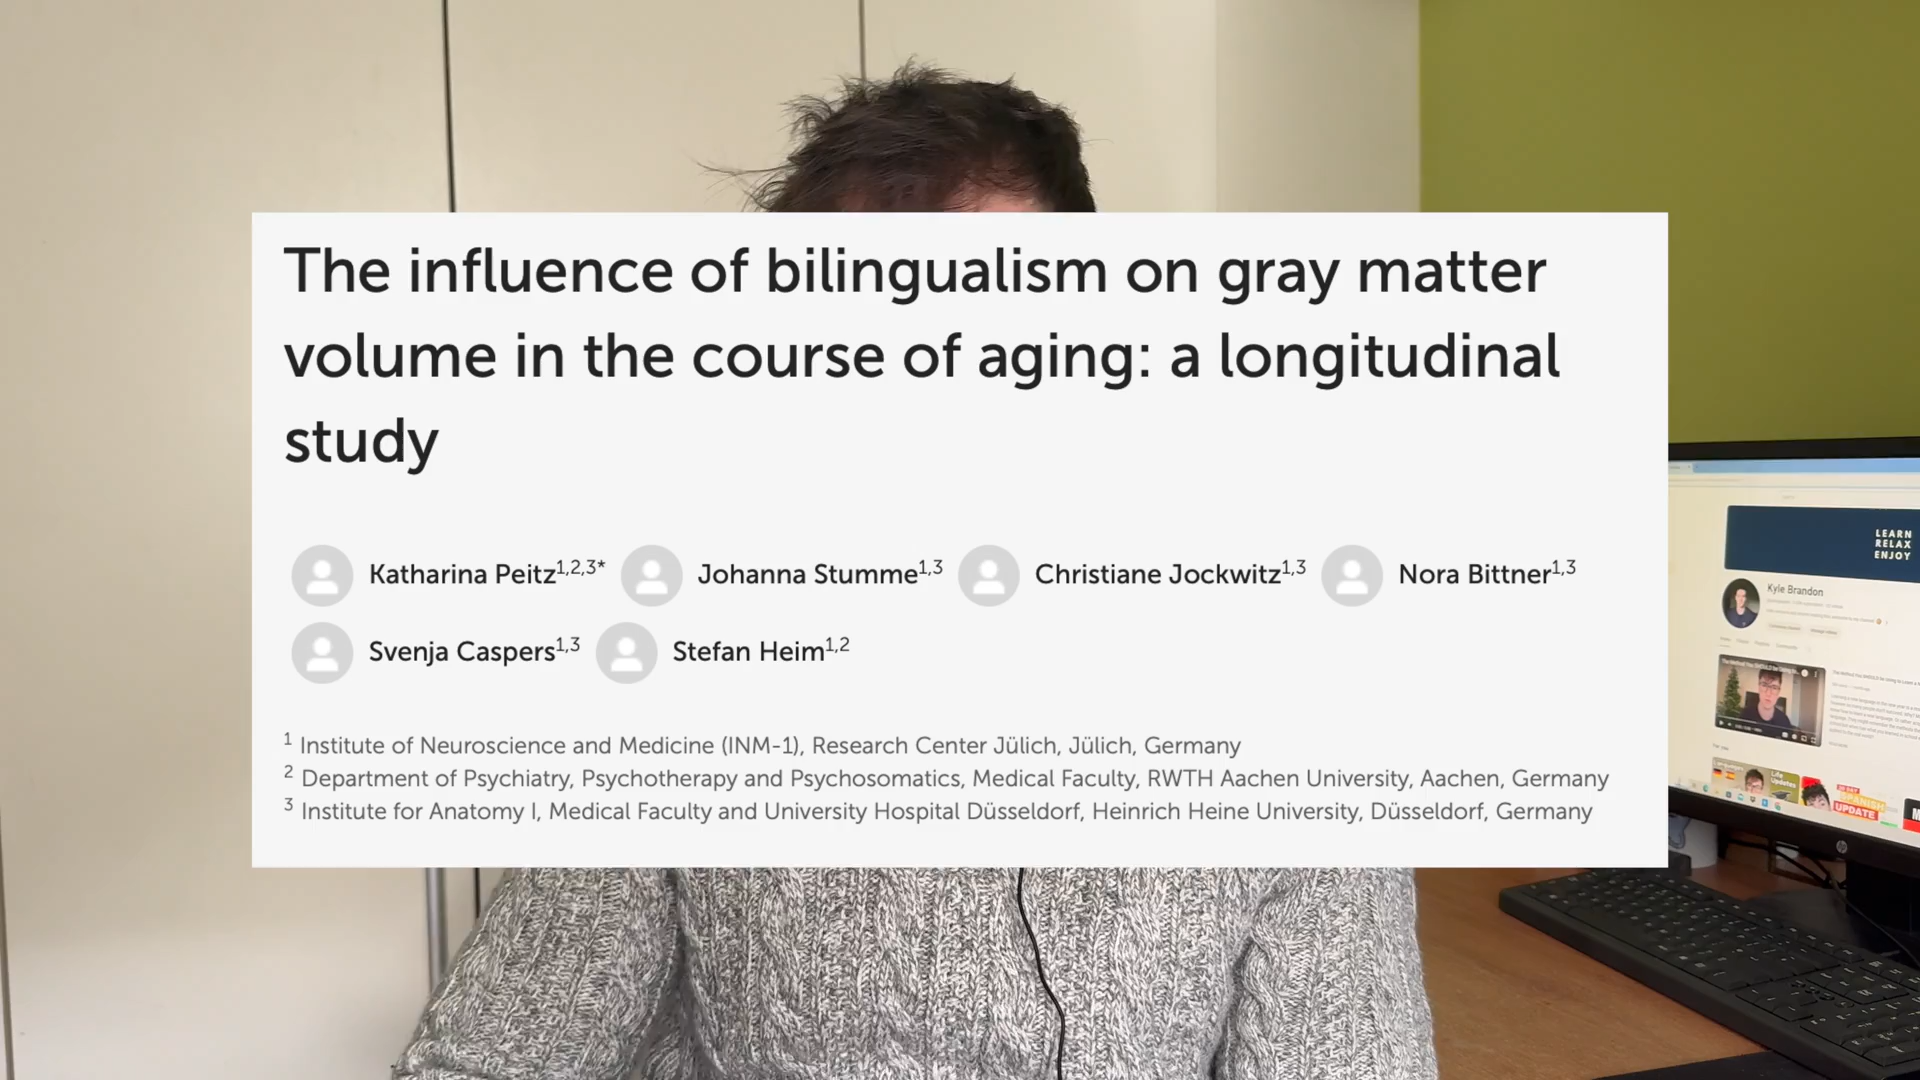 The influence of bilingualism on gray matter
volume in the course of aging: a longitudinal
study
Katharina Peitz1,2,3* Johanna Stumme1,3 Christiane Jockwitz1,3 Nora Bittner1,3
Svenja Caspers1,3 Stefan Heim1,2
1 Institute of Neuroscience and Medicine (INM-1), Research Center Jülich, Jülich, Germany
2 Department of Psychiatry, Psychotherapy and Psychosomatics, Medical Faculty, RWTH Aachen University, Aachen, Germany
3 Institute for Anatomy I, Medical Faculty and University Hospital Düsseldorf, Heinrich Heine University, Düsseldorf, Germany
LEARN
RELAX
ENJOY
Kyle Brandon
Life
Updates
SPANISH
UPDATE
hp